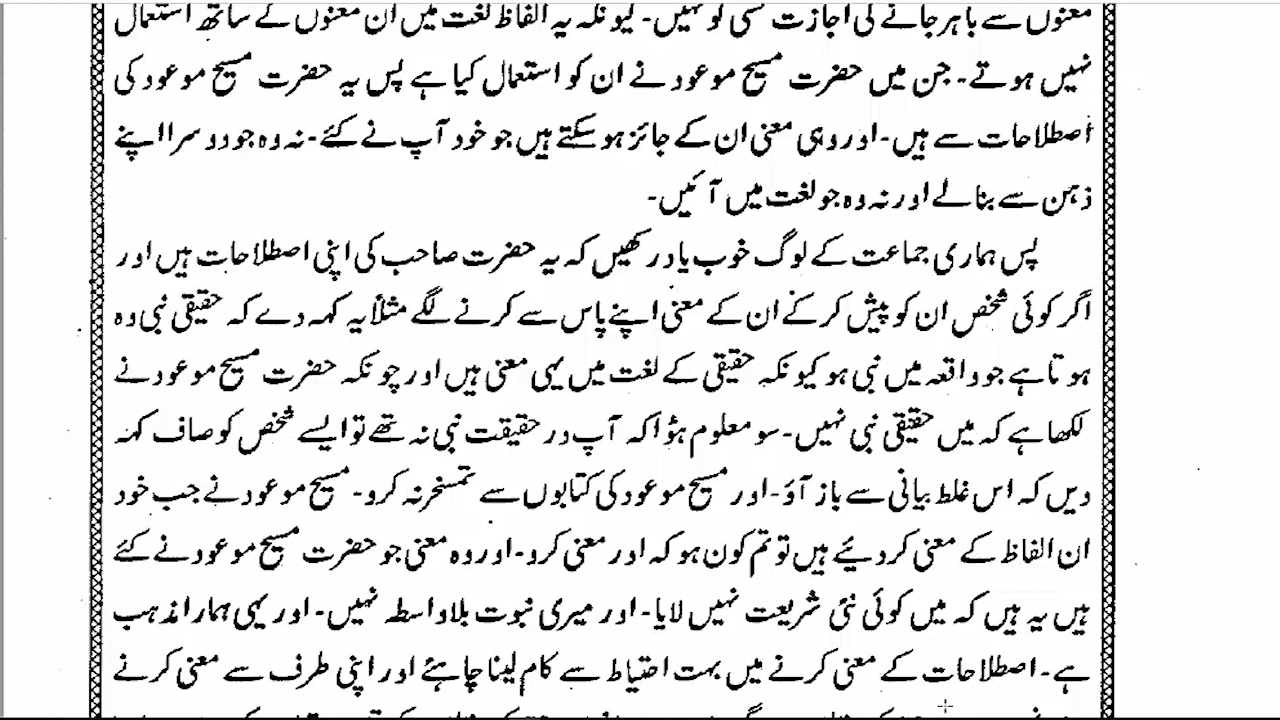 معنوں سے باہر جانے کی اجازت کسی کو نہیں۔ کیونکہ یہ الفاظ لغت میں ان معنوں کے ساتھ استعمال
نہیں ہوتے۔ جن میں حضرت مسیح موعود نے ان کو استعمال کیا ہے پس یہ حضرت مسیح موعود کی
اصطلاحات سے ہیں۔ اور وہی معنی ان کے جائز ہو سکتے ہیں جو خود آپ نے کئے۔ نہ وہ جو دوسرا اپنے
ذہن سے بنالے اور نہ وہ جو لغت میں آئیں۔
پس ہماری جماعت کے لوگ خوب یاد رکھیں کہ یہ حضرت صاحب کی اپنی اصطلاحات ہیں اور
اگر کوئی شخص ان کو پیش کر کے ان کے معنی اپنے پاس سے کرنے لگے مثلاً یہ کہہ دے کہ حقیقی نبی وہ
ہوتا ہے جو واقعہ میں نبی ہو کیونکہ حقیقی کے لغت میں یہی معنی ہیں اور چونکہ حضرت مسیح موعود نے
لکھا ہے کہ میں حقیقی نبی نہیں۔ سو معلوم ہؤا کہ آپ در حقیقت نبی نہ تھے تو ایسے شخص کو صاف کہہ
دیں کہ اس غلط بیانی سے باز آؤ۔ اور مسیح موعود کی کتابوں سے تمسخر نہ کرو۔ مسیح موعود نے جب خود
ان الفاظ کے معنی کر دیئے ہیں تو تم کون ہو کہ اور معنی کرو۔ اور وہ معنی جو حضرت مسیح موعود نے کئے
ہیں یہ ہیں کہ میں کوئی نئی شریعت نہیں لایا۔ اور میری نبوت بلاواسطہ نہیں۔ اور یہی ہمارا مذہب
ہے۔ اصطلاحات کے معنی کرنے میں بہت احتیاط سے کام لینا چاہئے اور اپنی طرف سے معنی کرنے